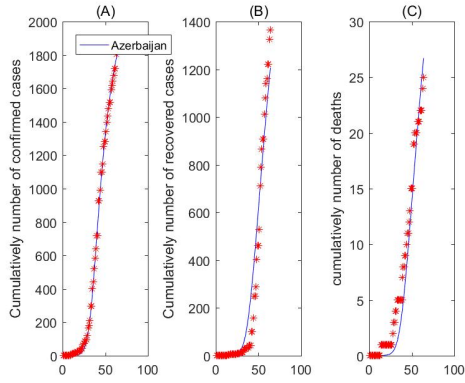 (A)
(B)
(C)
Cumulatively number of confirmed cases
2000
1800
1600
1400
1200
1000
800
600
400
200
0
0 50 100
Azerbaijan
Cumulatively number of recovered cases
1400
1200
1000
800
600
400
200
0
0 50 100
cumulatively number of deaths
30
25
20
15
10
5
0
0 50 100